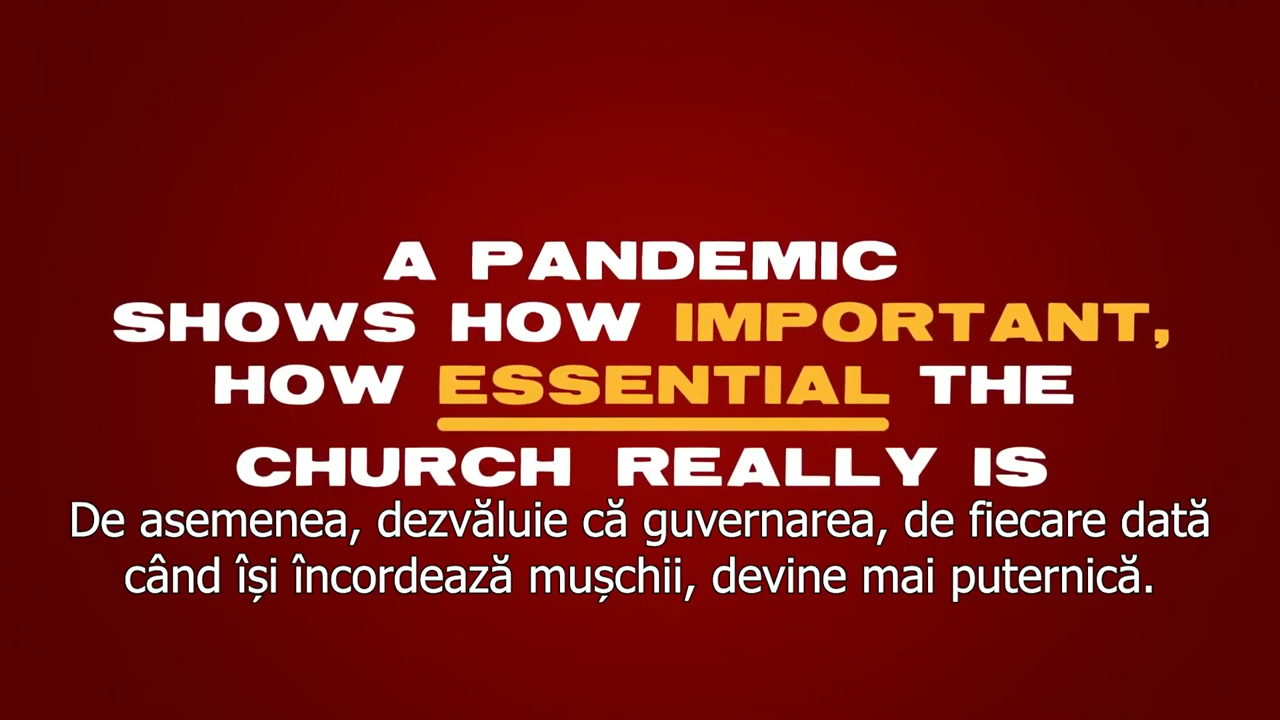 A PANDEMIC
SHOWS HOW IMPORTANT,
HOW ESSENTIAL THE
CHURCH REALLY IS
De asemenea, dezvăluie că guvernarea, de fiecare dată
când își încordează mușchii, devine mai puternică.